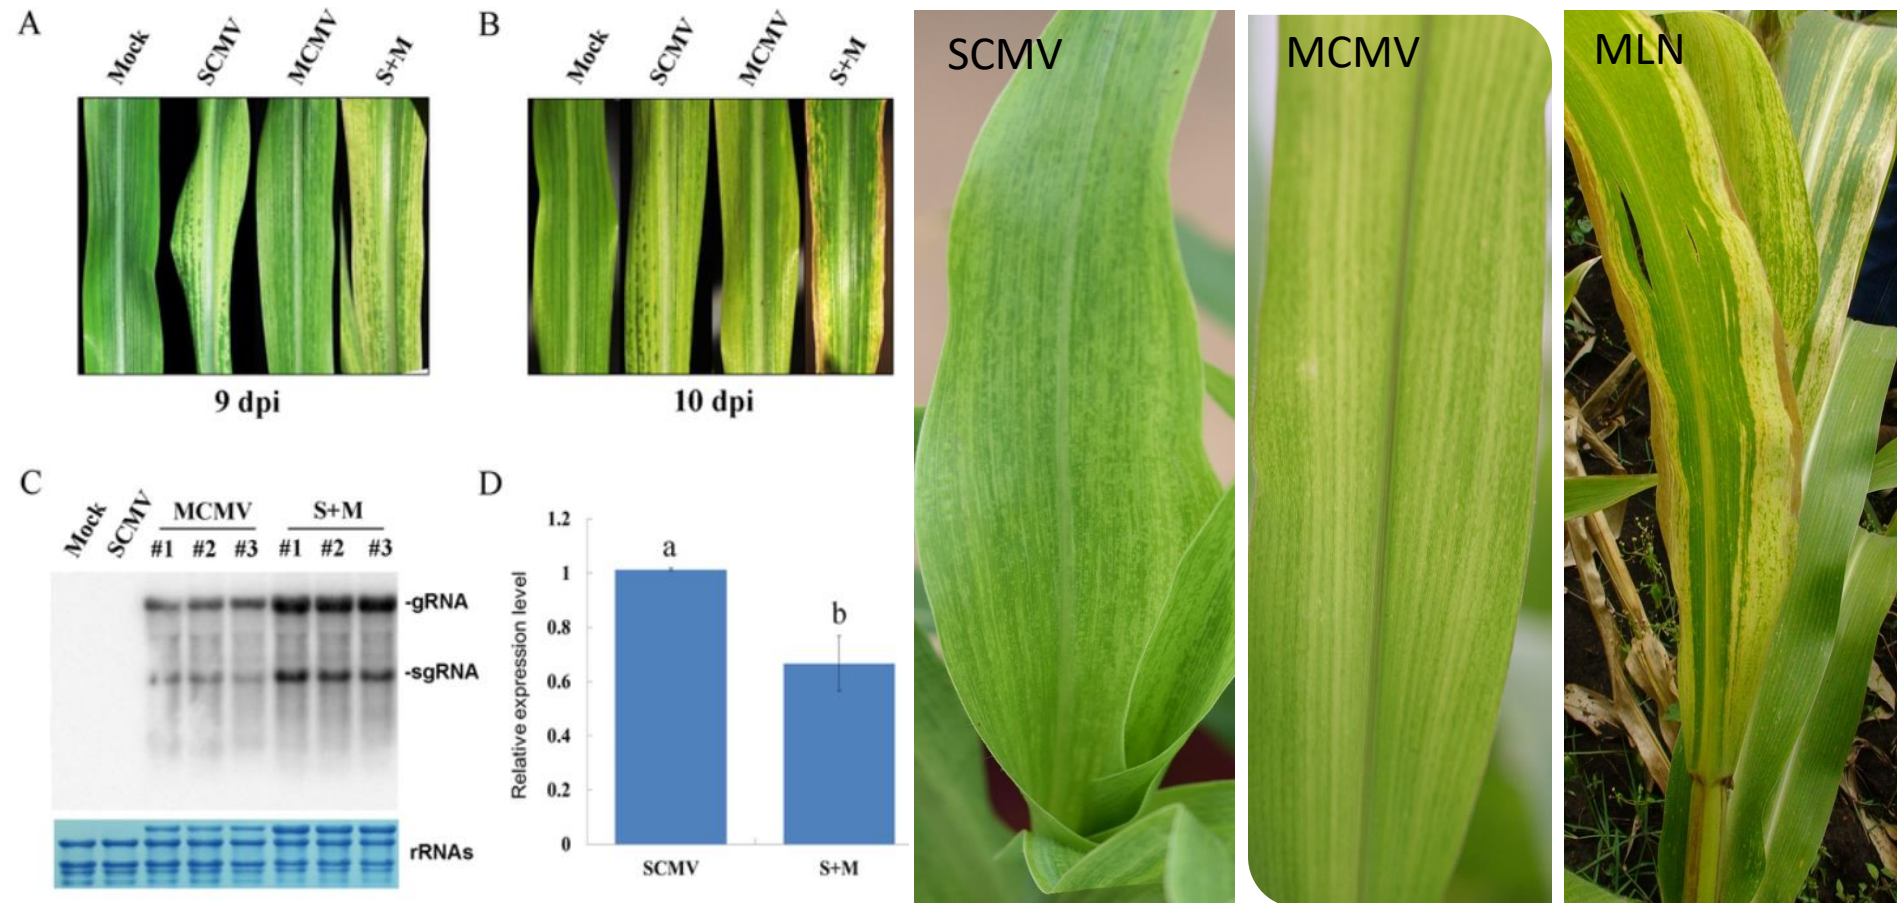 A
Mock
SCMV
MCMV
S+M
9 dpi
B
Mock
SCMV
MCMV
S+M
10 dpi
C
Mock
SCMV
MCMV
S+M
#1 #2 #3 #1 #2 #3
-gRNA
-sgRNA
rRNAs
D
Relative expression level
1.2
1
0.8
0.6
0.4
0.2
0
a
b
SCMV
S+M
SCMV
MCMV
MLN